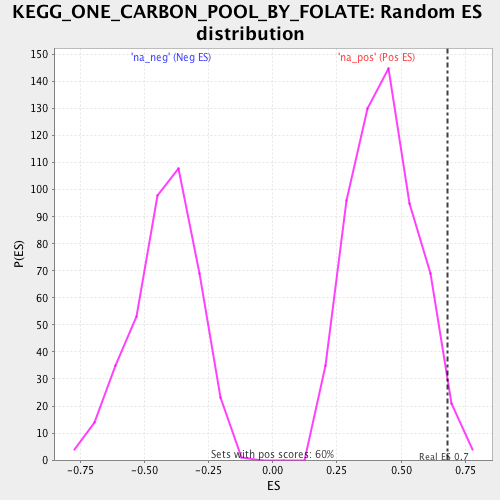 KEGG_ONE_CARBON_POOL_BY_FOLATE: Random ES
distribution
'na_neg' (Neg ES)
'na_pos' (Pos ES)
150
140
130
120
110
100
90
80
70
60
50
40
30
20
10
0
P(ES)
Sets with pos scores: 60%
Real ES 0.7
-0.75
-0.50
-0.25
0.00
0.25
0.50
0.75
ES